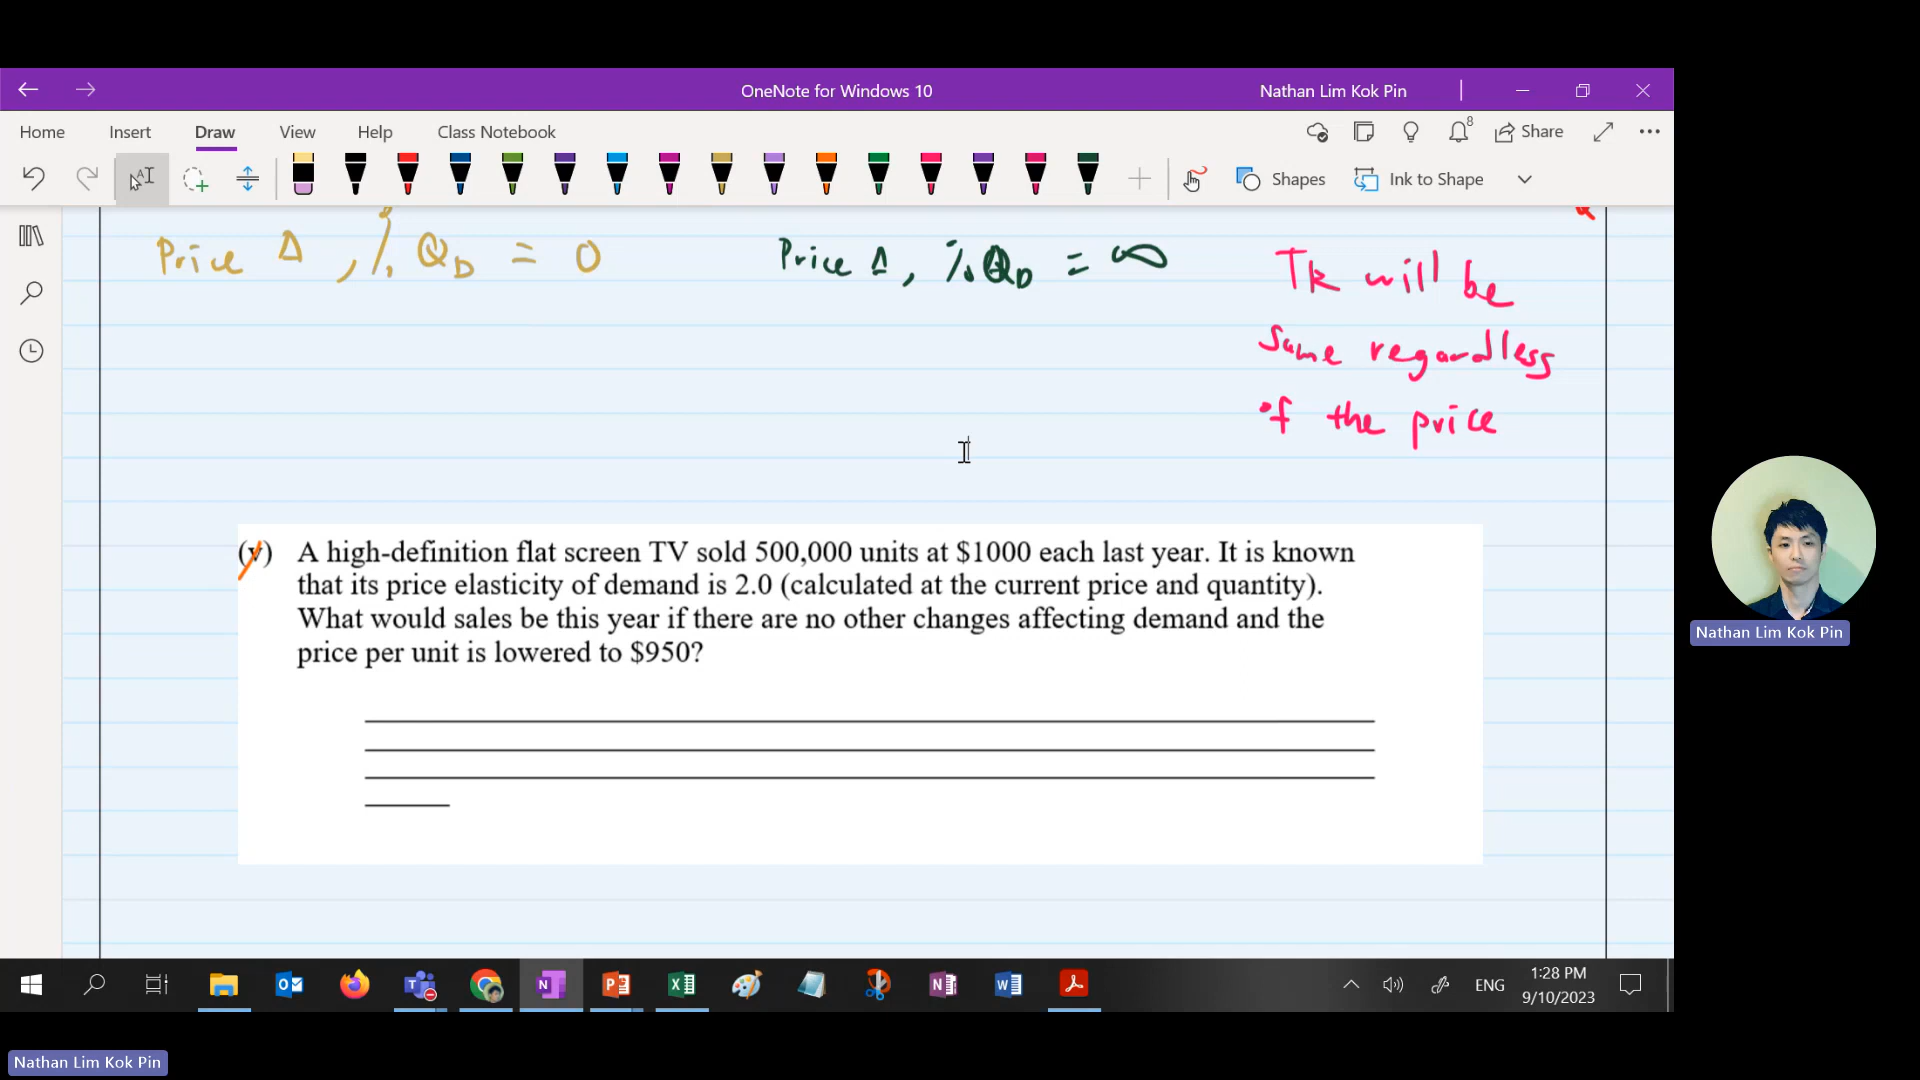 OneNote for Windows 10
Nathan Lim Kok Pin
Home Insert Draw View Help Class Notebook
8
Share
Shapes
Ink to Shape
Price Δ, % QD = 0
Price Δ, % QD = ∞
TR will be
same regardless
of the price
(v) A high-definition flat screen TV sold 500,000 units at $1000 each last year. It is known
that its price elasticity of demand is 2.0 (calculated at the current price and quantity).
What would sales be this year if there are no other changes affecting demand and the
price per unit is lowered to $950?
Nathan Lim Kok Pin
ENG
1:28 PM
9/10/2023
Nathan Lim Kok Pin